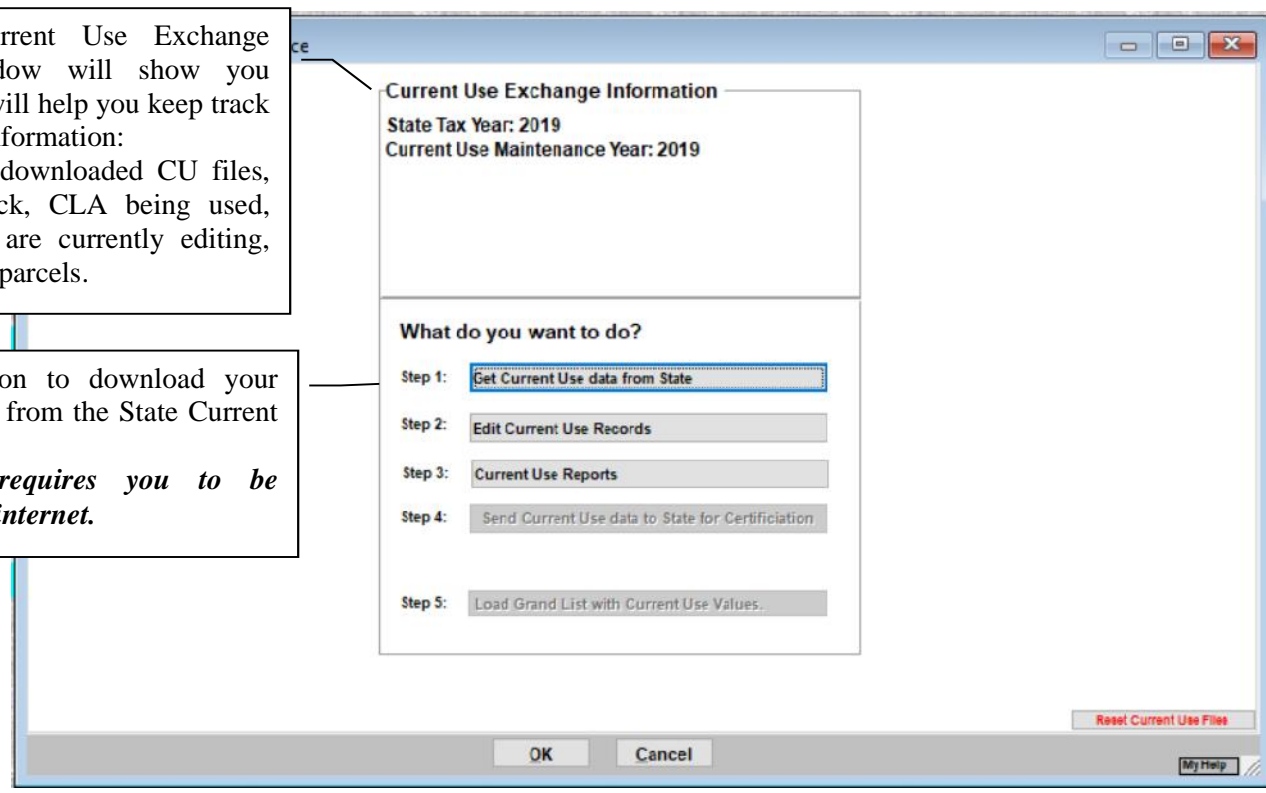 rrent Use Exchange
dow will show you
vill help you keep track
nformation:
downloaded CU files,
ck, CLA being used,
are currently editing,
parcels.
ce
Current Use Exchange Information
State Tax Year: 2019
Current Use Maintenance Year: 2019
What do you want to do?
on to download your
from the State Current
requires you to be
internet.
Step 1: Get Current Use data from State
Step 2: Edit Current Use Records
Step 3: Current Use Reports
Step 4: Send Current Use data to State for Certificiation
Step 5: Load Grand List with Current Use Values.
Reset Current Use Files
OK Cancel
My Help